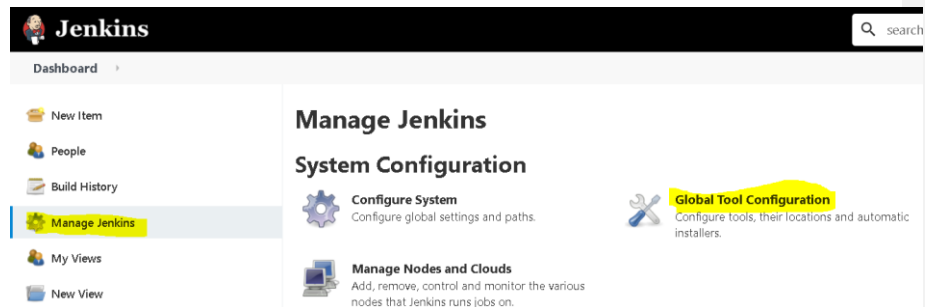 Jenkins
search
Dashboard
New Item
People
Build History
Manage Jenkins
My Views
New View
Manage Jenkins
System Configuration
Configure System
Configure global settings and paths.
Global Tool Configuration
Configure tools, their locations and automatic
installers.
Manage Nodes and Clouds
Add, remove, control and monitor the various
nodes that Jenkins runs jobs on.